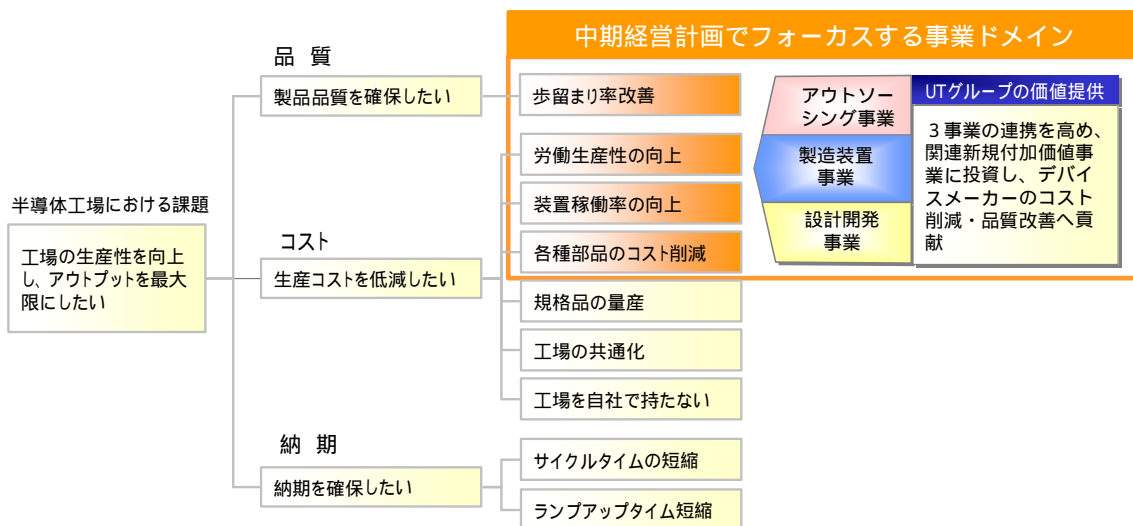 中期経営計画でフォーカスする事業ドメイン
品 質
製品品質を確保したい
歩留まり率改善
アウトソー
シング事業
UTグループの価値提供
労働生産性の向上
製造装置
事業
3事業の連携を高め、
関連新規付加価値事
業に投資し、デバイ
スメーカーのコスト
削減・品質改善へ貢
献
半導体工場における課題
装置稼働率の向上
設計開発
事業
工場の生産性を向上
し、アウトプットを最大
限にしたい
コスト
生産コストを低減したい
各種部品のコスト削減
規格品の量産
工場の共通化
工場を自社で持たない
納 期
納期を確保したい
サイクルタイムの短縮
ランプアップタイム短縮